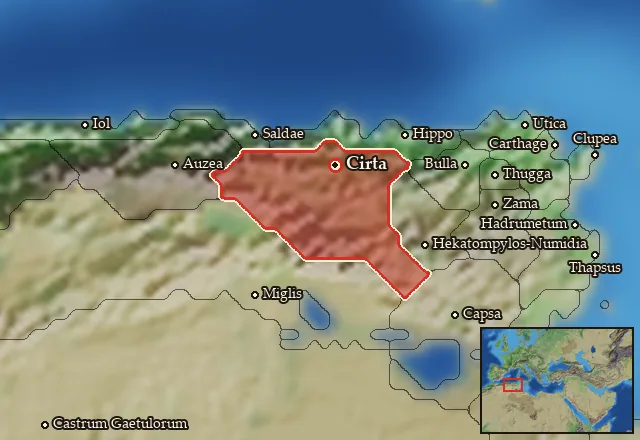 Iol
Saldae
Hippo
Utica
Carthage
Clupea
Auzea
Cirta
Bulla
Thugga
Zama
Hadrumetum
Hekatompylos-Numidia
Thapsus
Miglis
Capsa
Castrum Gaetulorum